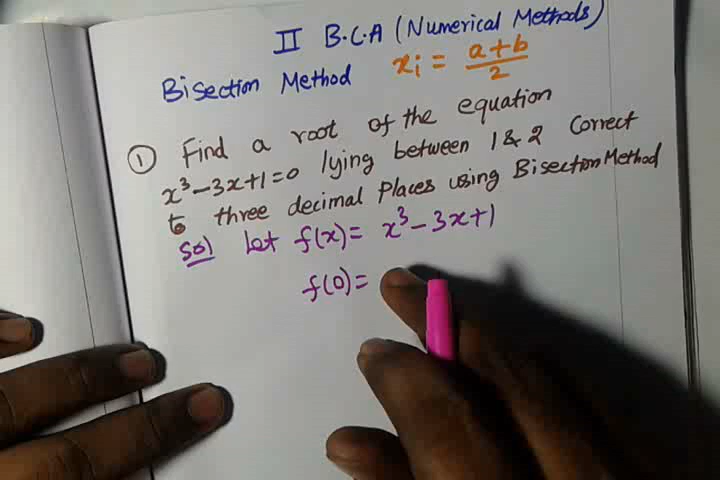 II B.C.A (Numerical Methods)
Bisection Method xi = a+b/2
① Find a root of the equation
x³-3x+1=0 lying between 1 & 2 correct
to three decimal places using Bisection Method
Sol Let f(x)= x³-3x+1
f(0)=